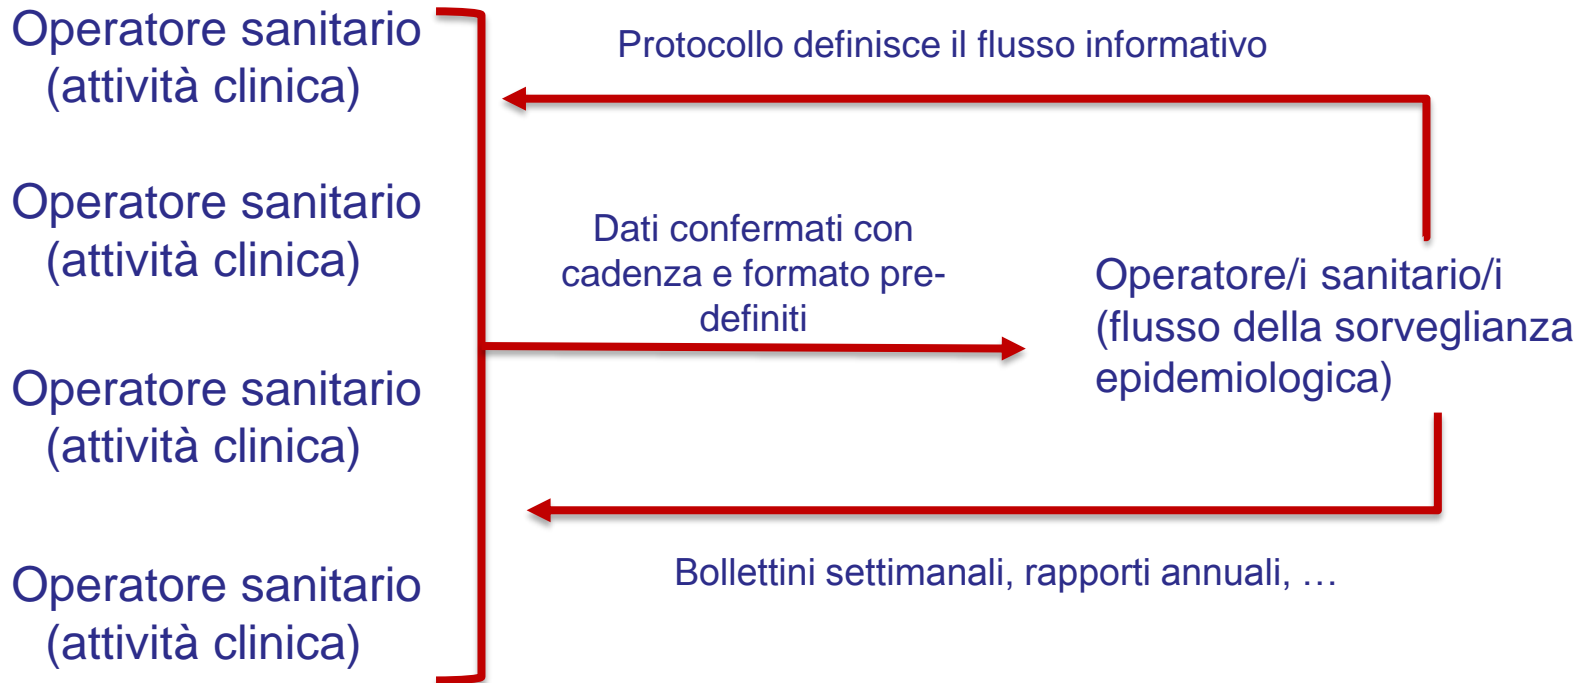 Operatore sanitario
(attività clinica)
Operatore sanitario
(attività clinica)
Operatore sanitario
(attività clinica)
Operatore sanitario
(attività clinica)
Protocollo definisce il flusso informativo
Dati confermati con
cadenza e formato pre-
definiti
Operatore/i sanitario/i
(flusso della sorveglianza
epidemiologica)
Bollettini settimanali, rapporti annuali, …